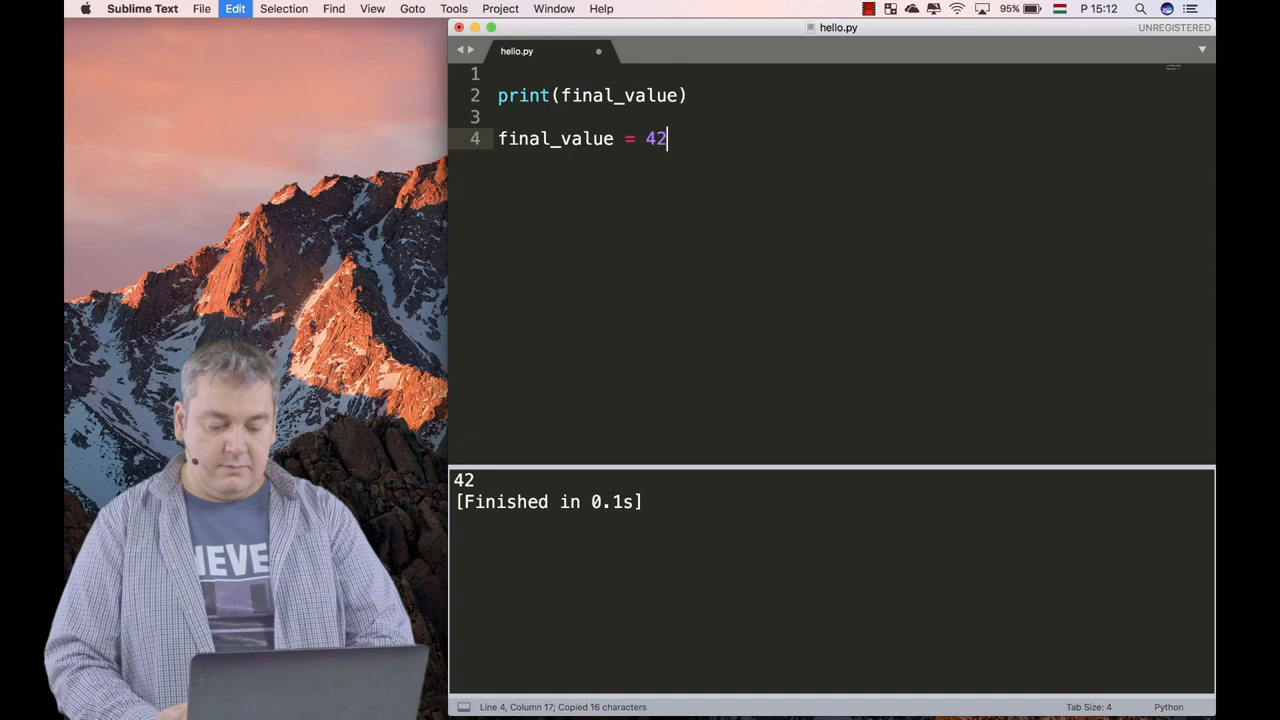 Sublime Text File Edit Selection Find View Goto Tools Project Window Help 95% P 15:12
hello.py UNREGISTERED
hello.py
1
2 print(final_value)
3
4 final_value = 42
42
[Finished in 0.1s]
IEVE
Line 4, Column 17; Copied 16 characters Tab Size: 4 Python